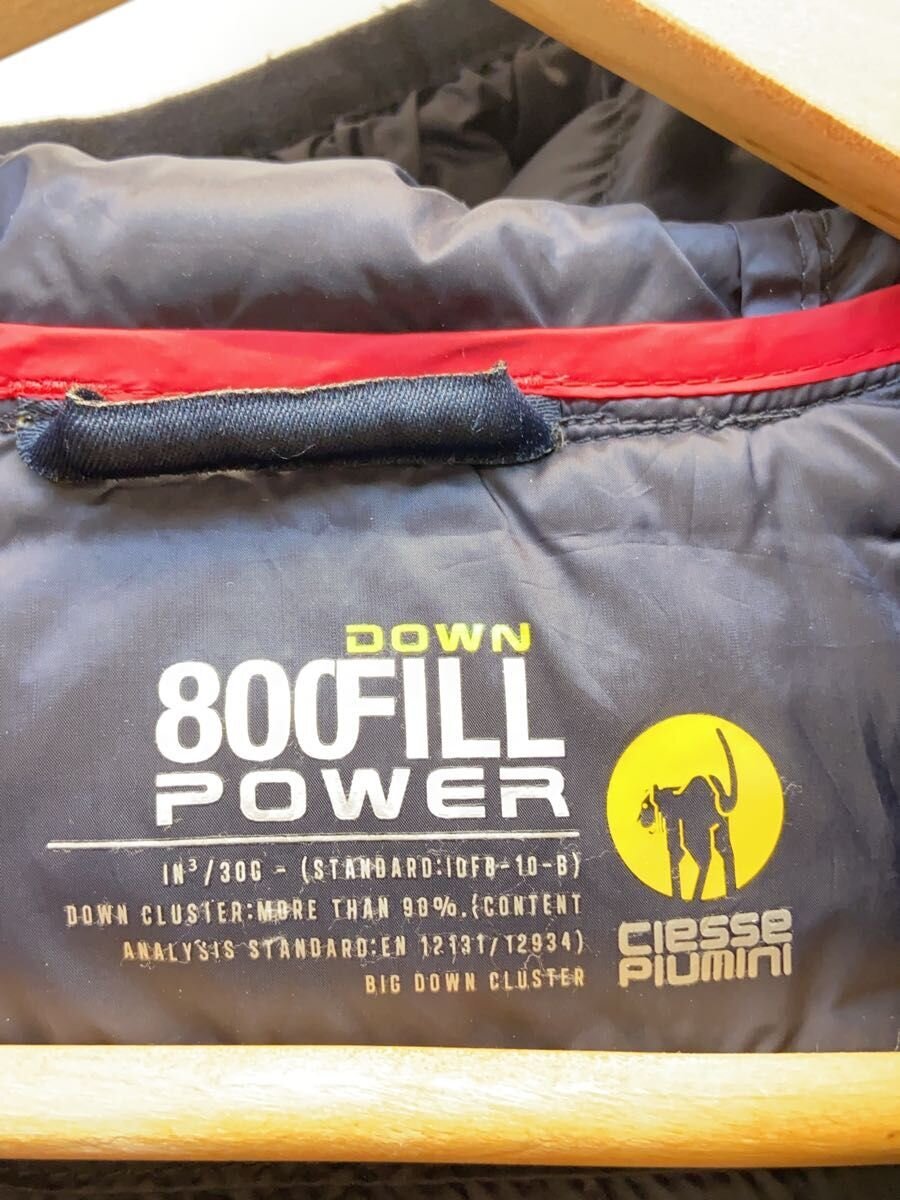 DOWN
800FILL
POWER
IN³/30G - (STANDARD:IDFB-10-B)
DOWN CLUSTER:MORE THAN 90%.(CONTENT
ANALYSIS STANDARD:EN 12131/12934)
BIG DOWN CLUSTER
CIESSE
PIUMINI